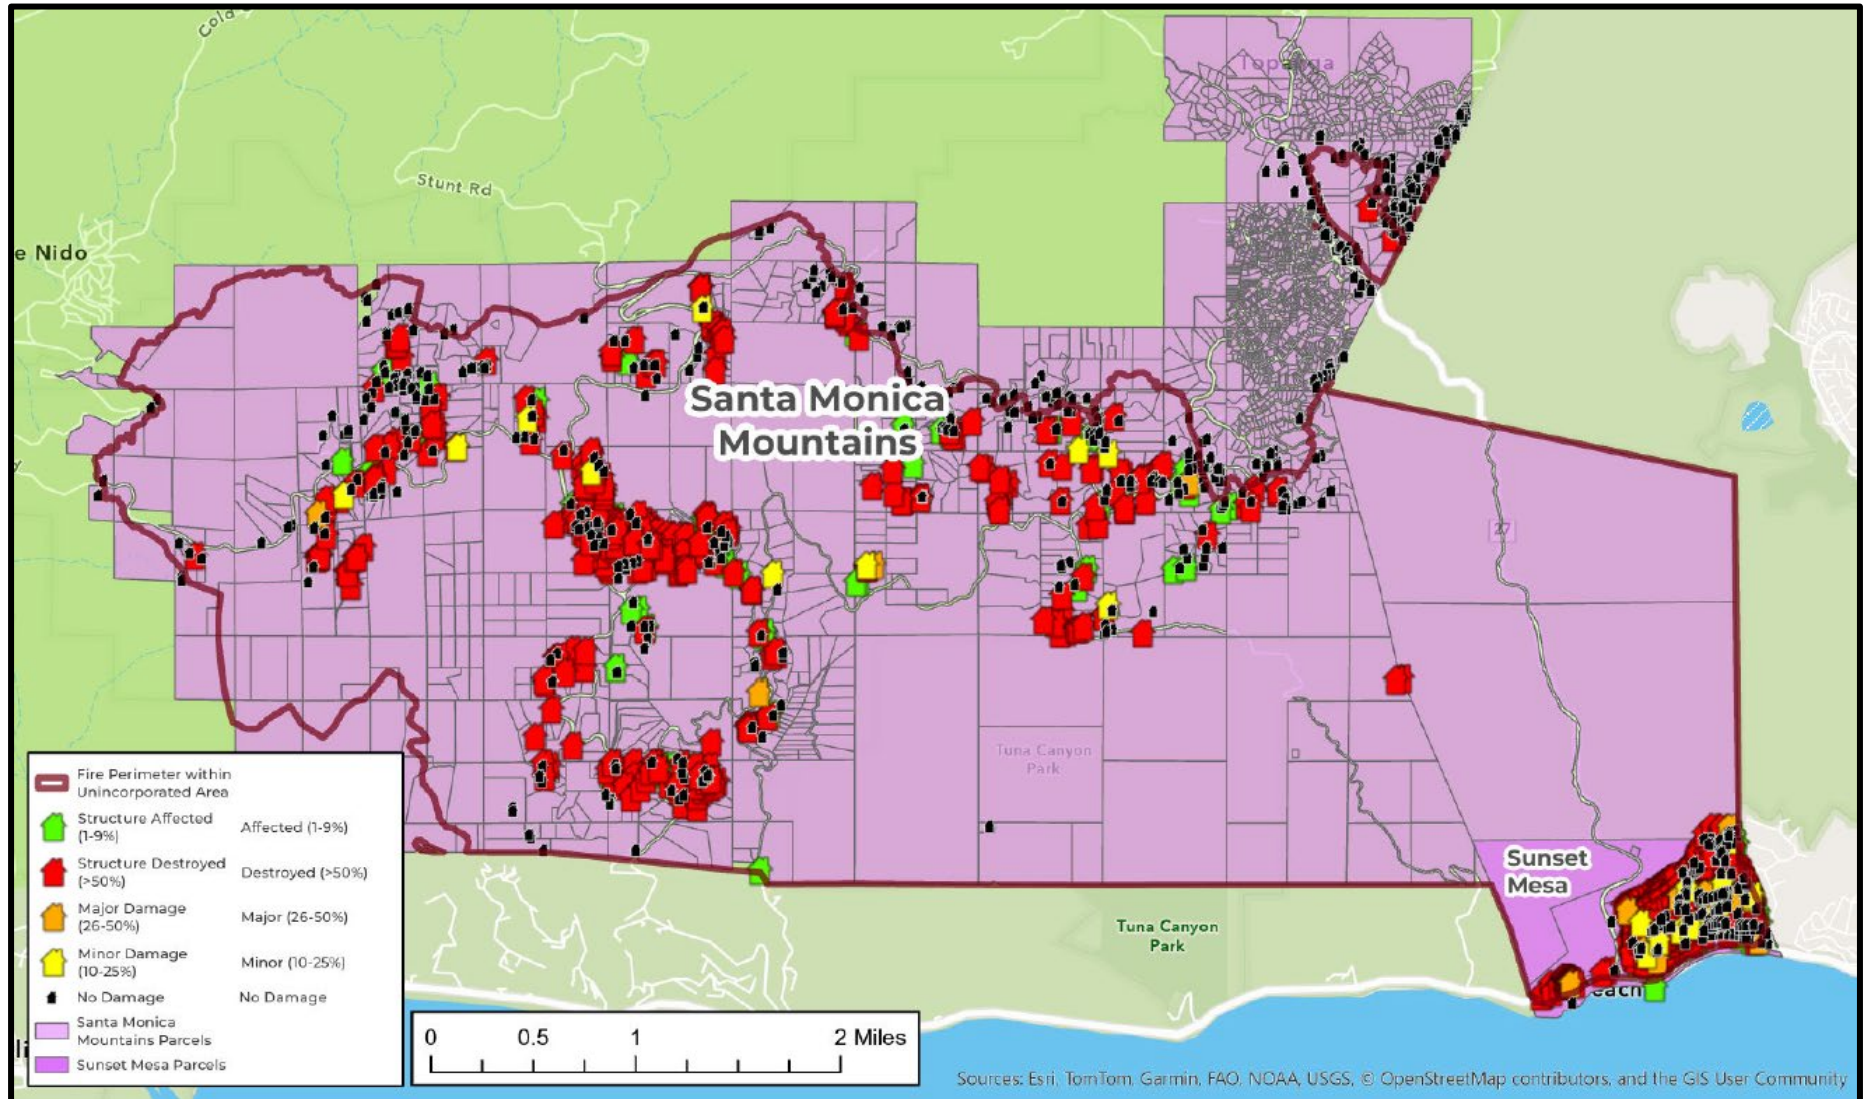 Cold
Topanga
Stunt Rd
e Nido
Santa Monica
Mountains
27
Tuna Canyon
Park
Sunset
Mesa
Tuna Canyon
Park
each
Fire Perimeter within
Unincorporated Area
Structure Affected
(1-9%)
Affected (1-9%)
Structure Destroyed
(>50%)
Destroyed (>50%)
Major Damage
(26-50%)
Major (26-50%)
Minor Damage
(10-25%)
Minor (10-25%)
No Damage
No Damage
Santa Monica
Mountains Parcels
Sunset Mesa Parcels
0 0.5 1 2 Miles
Sources: Esri, TomTom, Garmin, FAO, NOAA, USGS, © OpenStreetMap contributors, and the GIS User Community